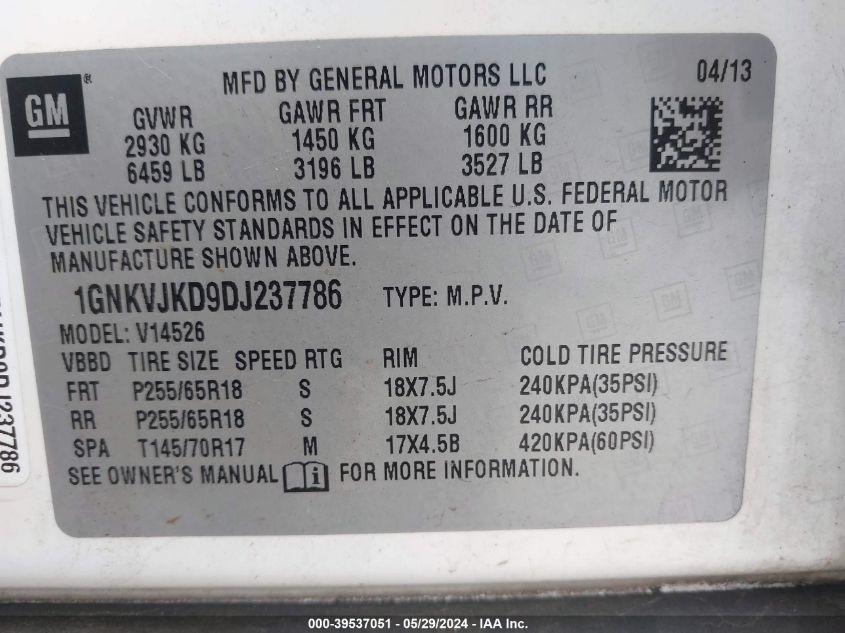 GM ®
MFD BY GENERAL MOTORS LLC 04/13
GVWR GAWR FRT GAWR RR
2930 KG 1450 KG 1600 KG
6459 LB 3196 LB 3527 LB
THIS VEHICLE CONFORMS TO ALL APPLICABLE U.S. FEDERAL MOTOR
VEHICLE SAFETY STANDARDS IN EFFECT ON THE DATE OF
MANUFACTURE SHOWN ABOVE.
1GNKVJKD9DJ237786 TYPE: M.P.V.
MODEL: V14526
VBBD TIRE SIZE SPEED RTG RIM COLD TIRE PRESSURE
FRT P255/65R18 S 18X7.5J 240KPA(35PSI)
RR P255/65R18 S 18X7.5J 240KPA(35PSI)
SPA T145/70R17 M 17X4.5B 420KPA(60PSI)
SEE OWNER'S MANUAL i FOR MORE INFORMATION.
000-39537051 - 05/29/2024 - IAA Inc.